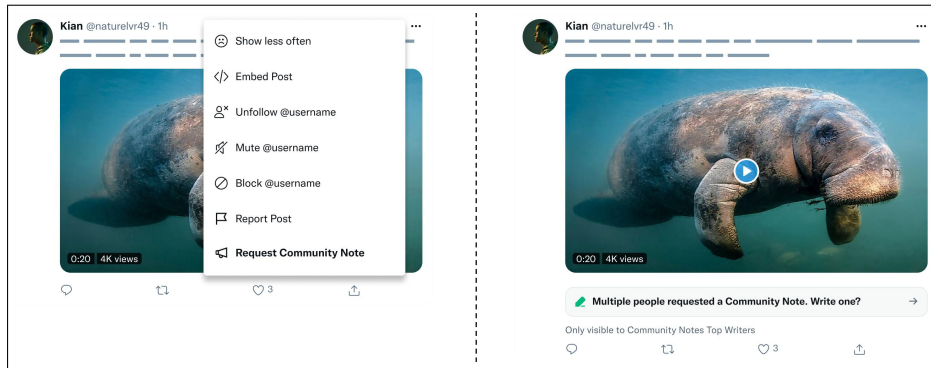 Kian @naturelvr49 · 1h
Show less often
Embed Post
Unfollow @username
Mute @username
Block @username
Report Post
Request Community Note
0:20 4K views
3
Kian @naturelvr49 · 1h
0:20 4K views
Multiple people requested a Community Note. Write one?
Only visible to Community Notes Top Writers
3